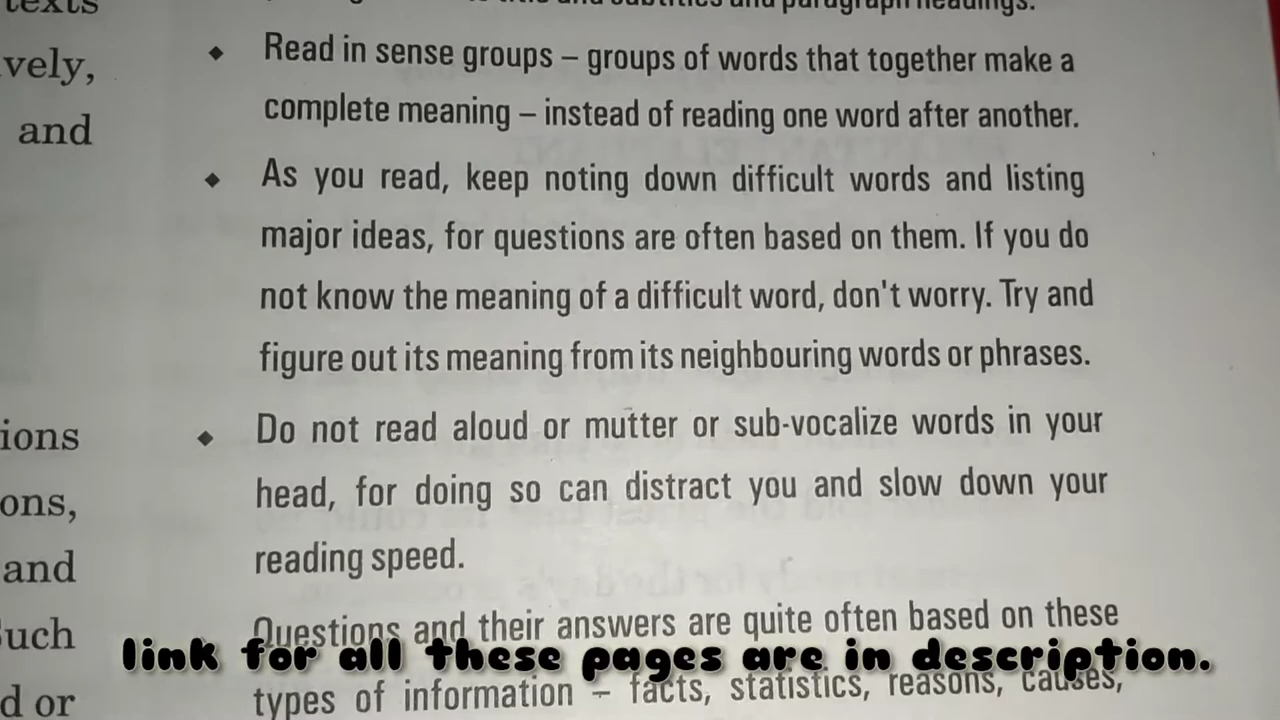 texts
vely,
and
ions
ons,
and
uch
d or
title and subtitles and paragraph headings.
◆ Read in sense groups – groups of words that together make a
complete meaning – instead of reading one word after another.
◆ As you read, keep noting down difficult words and listing
major ideas, for questions are often based on them. If you do
not know the meaning of a difficult word, don't worry. Try and
figure out its meaning from its neighbouring words or phrases.
◆ Do not read aloud or mutter or sub-vocalize words in your
head, for doing so can distract you and slow down your
reading speed.
Questions and their answers are quite often based on these
types of information – facts, statistics, reasons, causes,
link for all these pages are in description.